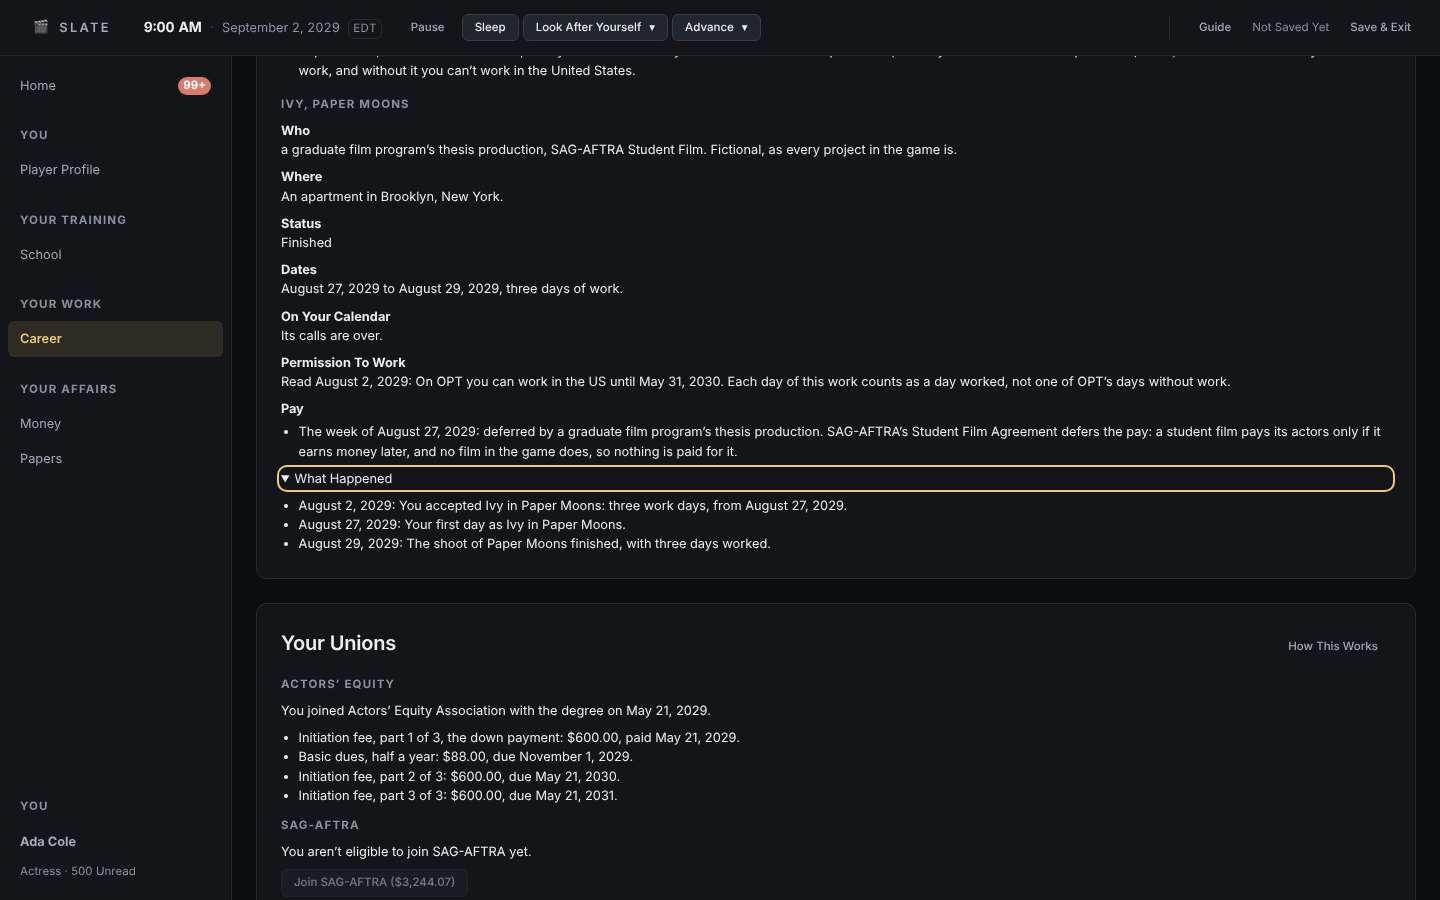 SLATE
9:00 AM · September 2, 2029 EDT
Pause
Sleep
Look After Yourself ▾
Advance ▾
Guide
Not Saved Yet
Save & Exit
Home
99+
YOU
Player Profile
YOUR TRAINING
School
YOUR WORK
Career
YOUR AFFAIRS
Money
Papers
YOU
Ada Cole
Actress · 500 Unread
work, and without it you can’t work in the United States.
IVY, PAPER MOONS
Who
a graduate film program’s thesis production, SAG-AFTRA Student Film. Fictional, as every project in the game is.
Where
An apartment in Brooklyn, New York.
Status
Finished
Dates
August 27, 2029 to August 29, 2029, three days of work.
On Your Calendar
Its calls are over.
Permission To Work
Read August 2, 2029: On OPT you can work in the US until May 31, 2030. Each day of this work counts as a day worked, not one of OPT’s days without work.
Pay
• The week of August 27, 2029: deferred by a graduate film program’s thesis production. SAG-AFTRA’s Student Film Agreement defers the pay: a student film pays its actors only if it
earns money later, and no film in the game does, so nothing is paid for it.
▼ What Happened
• August 2, 2029: You accepted Ivy in Paper Moons: three work days, from August 27, 2029.
• August 27, 2029: Your first day as Ivy in Paper Moons.
• August 29, 2029: The shoot of Paper Moons finished, with three days worked.
Your Unions
How This Works
ACTORS’ EQUITY
You joined Actors’ Equity Association with the degree on May 21, 2029.
• Initiation fee, part 1 of 3, the down payment: $600.00, paid May 21, 2029.
• Basic dues, half a year: $88.00, due November 1, 2029.
• Initiation fee, part 2 of 3: $600.00, due May 21, 2030.
• Initiation fee, part 3 of 3: $600.00, due May 21, 2031.
SAG-AFTRA
You aren’t eligible to join SAG-AFTRA yet.
Join SAG-AFTRA ($3,244.07)